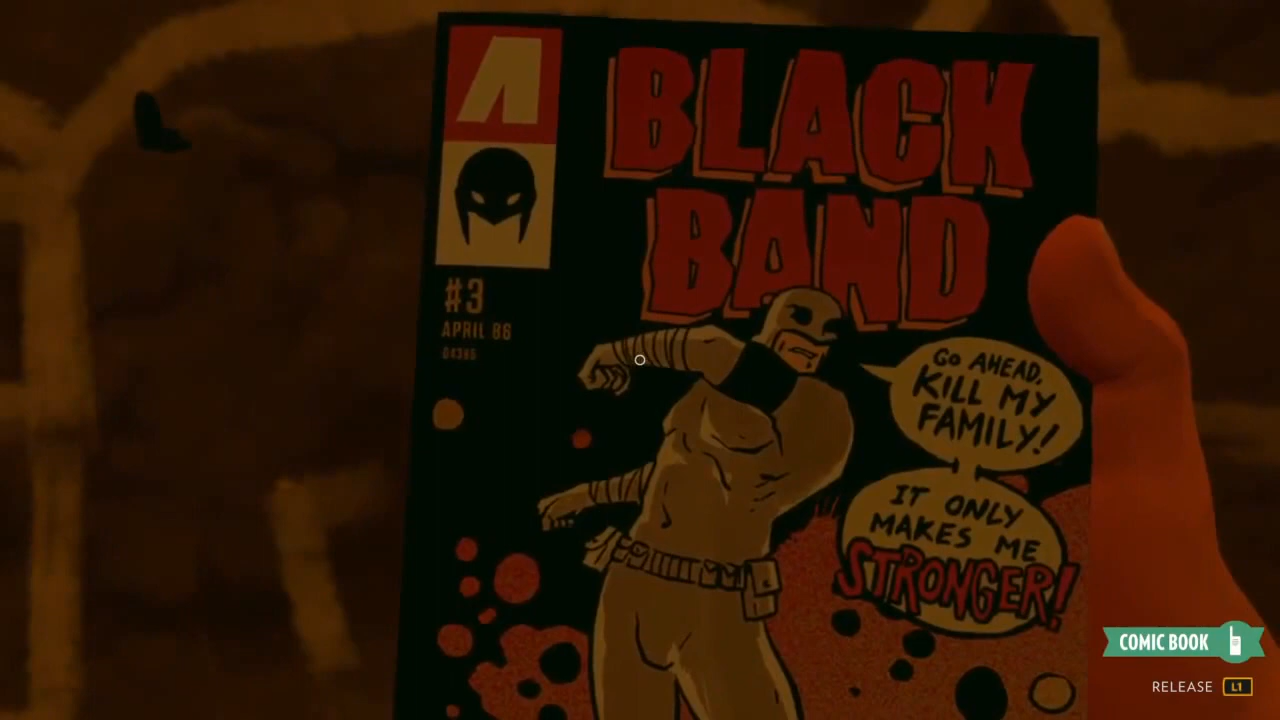 BLACK
BAND
#3
APRIL 86
04386
GO AHEAD,
KILL MY
FAMILY!
IT ONLY
MAKES ME
STRONGER!
COMIC BOOK
RELEASE L1